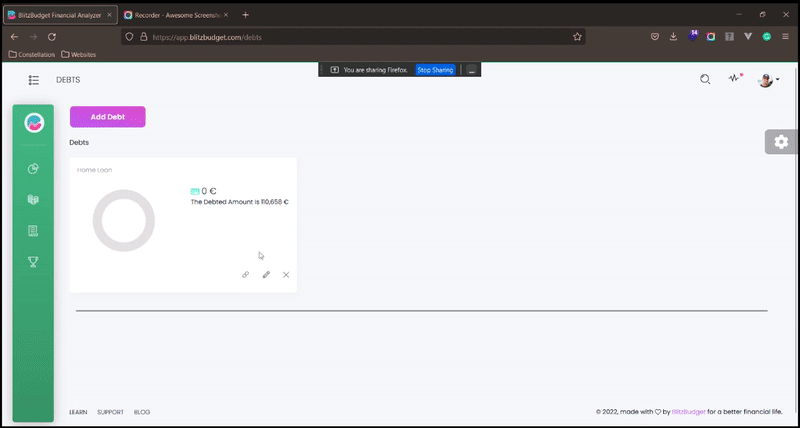 BlitzBudget Financial Analyzer
Recorder - Awesome Screensho
https://app.blitzbudget.com/debts
14
Constellation
Websites
You are sharing Firefox.
Stop Sharing
...
DEBTS
Add Debt
Debts
Home Loan
0 €
The Debted Amount Is 110,658 €
LEARN
SUPPORT
BLOG
© 2022, made with ♡ by BlitzBudget for a better financial life.